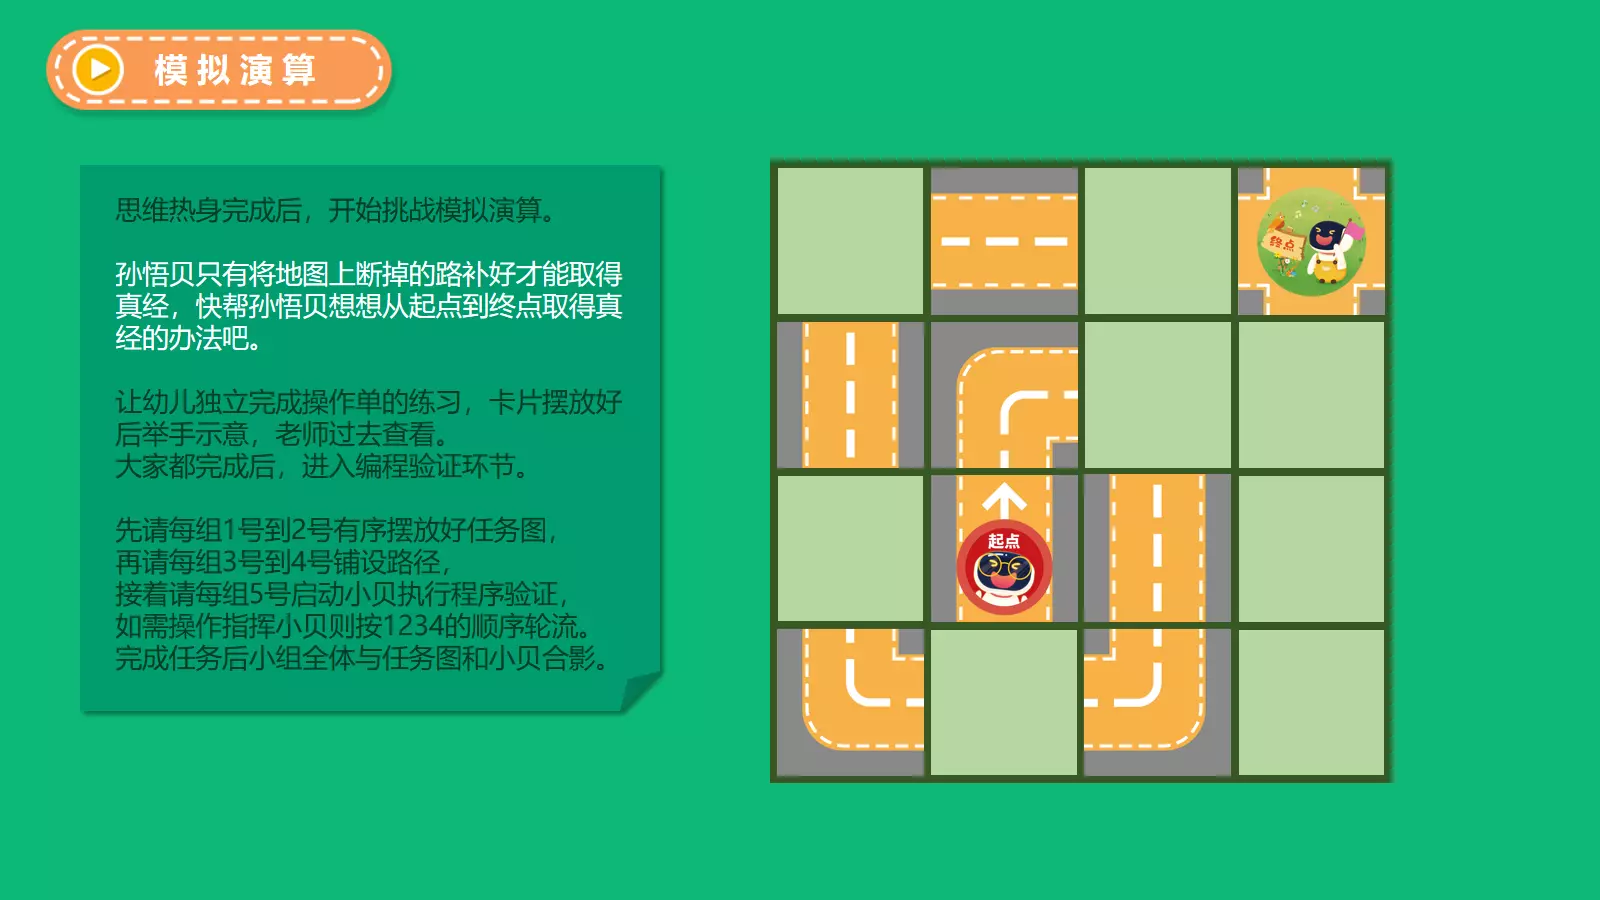 模拟演算
思维热身完成后，开始挑战模拟演算。
孙悟贝只有将地图上断掉的路补好才能取得
真经，快帮孙悟贝想想从起点到终点取得真
经的办法吧。
让幼儿独立完成操作单的练习，卡片摆放好
后举手示意，老师过去查看。
大家都完成后，进入编程验证环节。
先请每组1号到2号有序摆放好任务图，
再请每组3号到4号铺设路径，
接着请每组5号启动小贝执行程序验证，
如需操作指挥小贝则按1234的顺序轮流。
完成任务后小组全体与任务图和小贝合影。
终点
起点